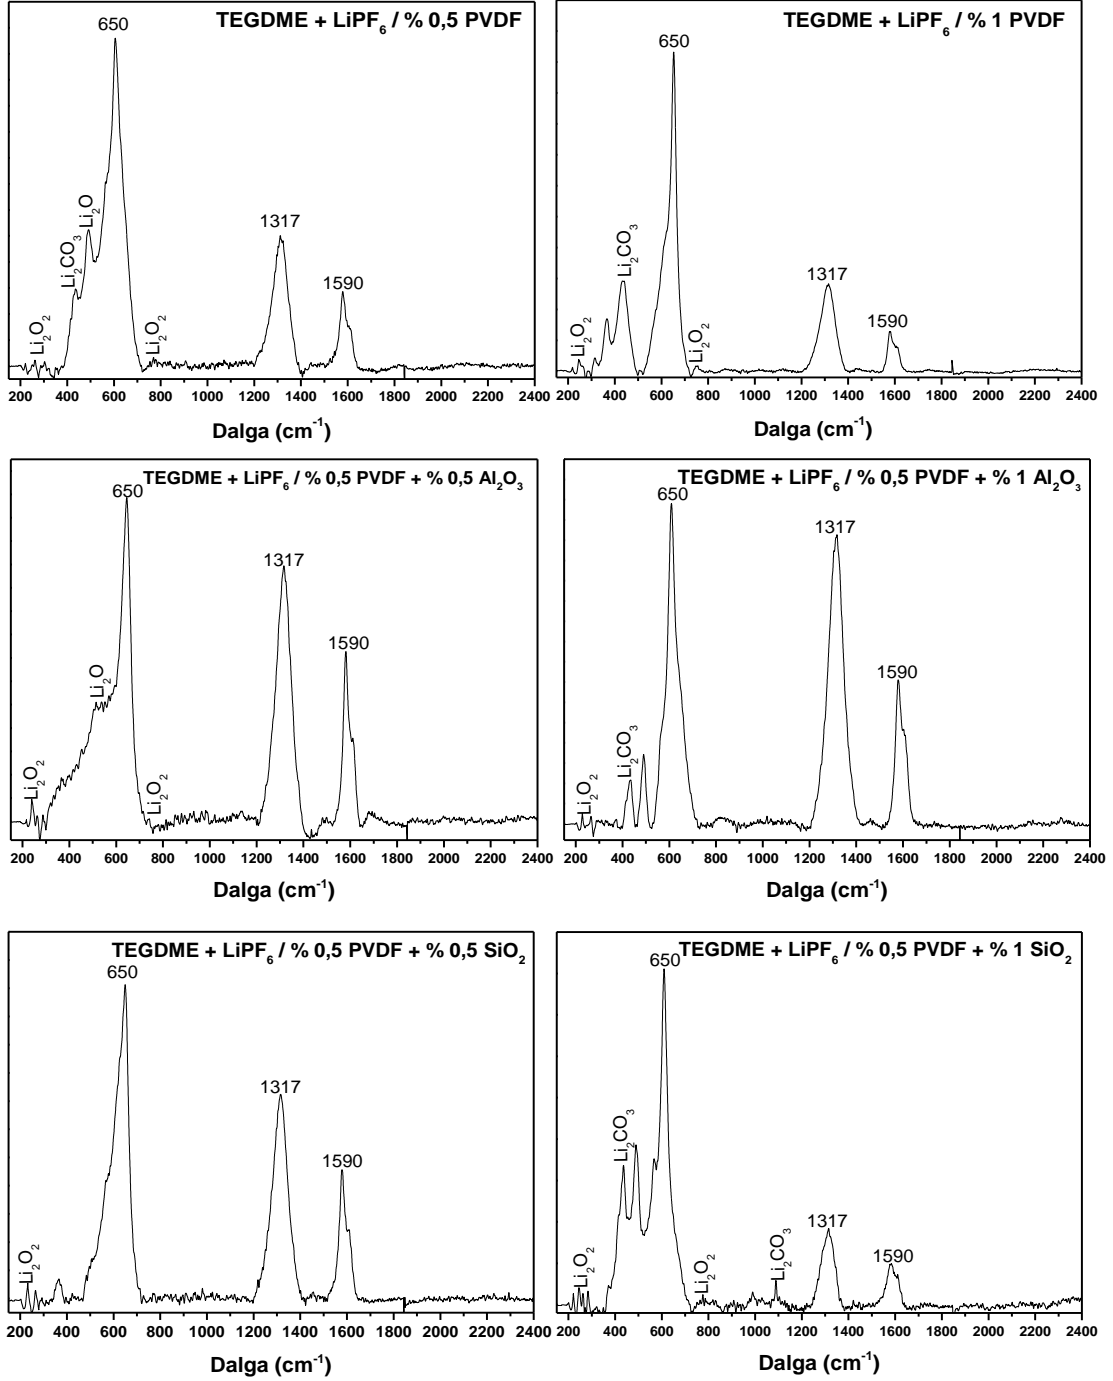 TEGDME + LiPF6 / % 0,5 PVDF
650
Li2O2
Li2CO3
Li2O
Li2O2
1317
1590
200 400 600 800 1000 1200 1400 1600 1800 2000 2200 2400
Dalga (cm-1)
TEGDME + LiPF6 / % 1 PVDF
650
Li2O2
Li2CO3
Li2O2
1317
1590
200 400 600 800 1000 1200 1400 1600 1800 2000 2200 2400
Dalga (cm-1)
TEGDME + LiPF6 / % 0,5 PVDF + % 0,5 Al2O3
650
Li2O2
Li2O
Li2O2
1317
1590
200 400 600 800 1000 1200 1400 1600 1800 2000 2200 2400
Dalga (cm-1)
TEGDME + LiPF6 / % 0,5 PVDF + % 1 Al2O3
650
Li2O2
Li2CO3
1317
1590
200 400 600 800 1000 1200 1400 1600 1800 2000 2200 2400
Dalga (cm-1)
TEGDME + LiPF6 / % 0,5 PVDF + % 0,5 SiO2
650
Li2O2
1317
1590
200 400 600 800 1000 1200 1400 1600 1800 2000 2200 2400
Dalga (cm-1)
TEGDME + LiPF6 / % 0,5 PVDF + % 1 SiO2
650
Li2O2
Li2CO3
Li2O2
Li2CO3
1317
1590
200 400 600 800 1000 1200 1400 1600 1800 2000 2200 2400
Dalga (cm-1)